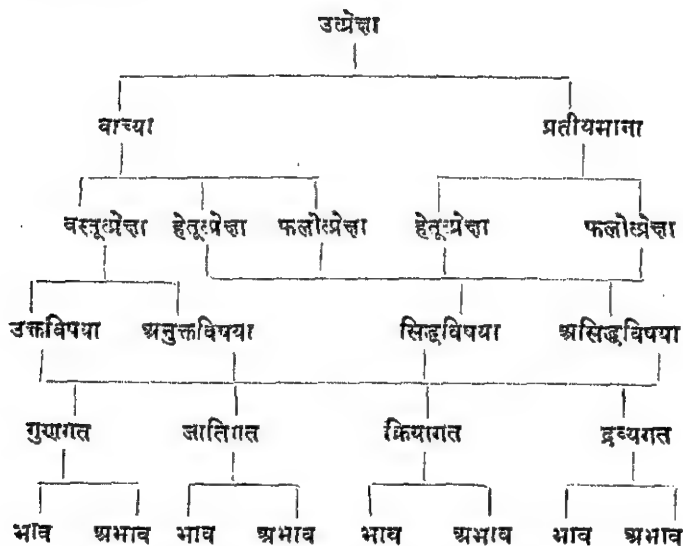 उत्प्रेक्षा
वाच्या प्रतीयमाना
वस्तूत्प्रेक्षा हेतूत्प्रेक्षा फलोत्प्रेक्षा हेतूत्प्रेक्षा फलोत्प्रेक्षा
उक्तविषया अनुक्तविषया सिद्धविषया असिद्धविषया
गुणगत जातिगत क्रियागत द्रव्यगत
भाव अभाव भाव अभाव भाव अभाव भाव अभाव